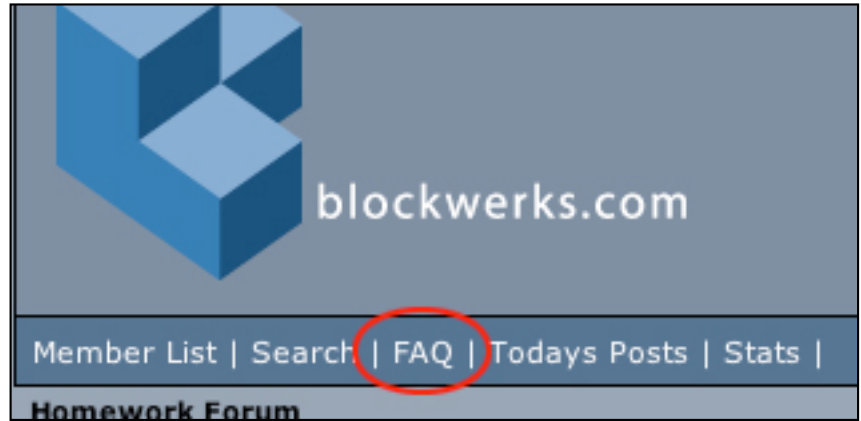 blockwerks.com
Member List | Search | FAQ | Todays Posts | Stats |
Homework Forum